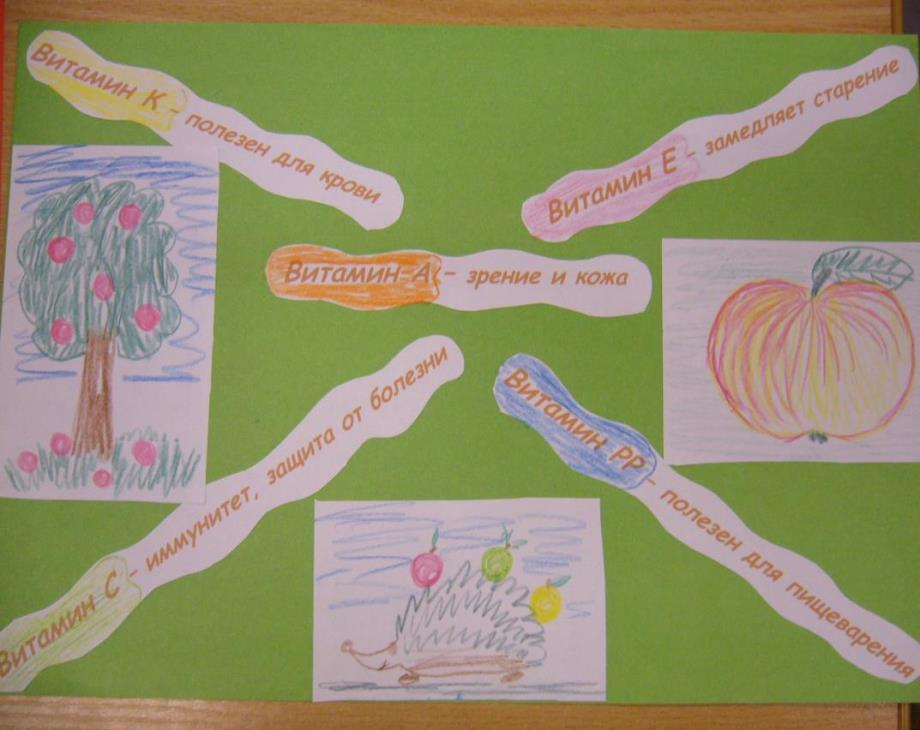 Витамин К - полезен для крови
Витамин Е - замедляет старение
Витамин А - зрение и кожа
Витамин С - иммунитет, защита от болезни
Витамин РР - полезен для пищеварения